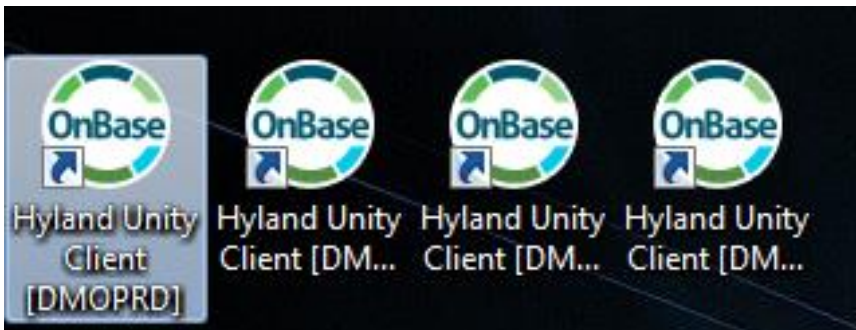 OnBase
Hyland Unity
Client
[DMOPRD]
OnBase
Hyland Unity
Client [DM...
OnBase
Hyland Unity
Client [DM...
OnBase
Hyland Unity
Client [DM...